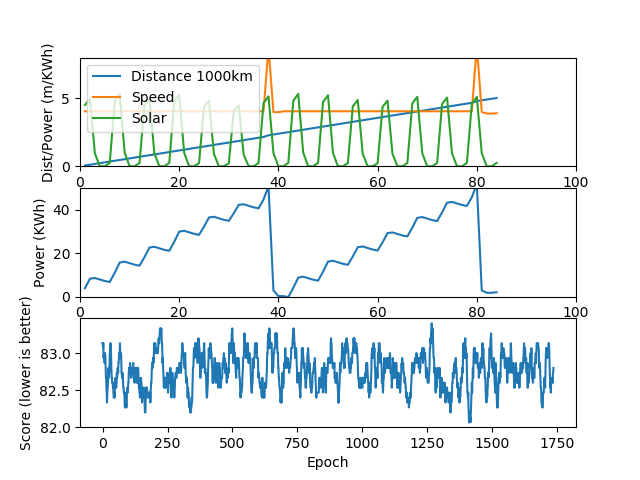 Dist/Power (m/KWh)
5
0
Distance 1000km
Speed
Solar
0 20 40 60 80 100
Power (KWh)
40
20
0
0 20 40 60 80 100
Score (lower is better)
83.0
82.5
82.0
0 250 500 750 1000 1250 1500 1750
Epoch